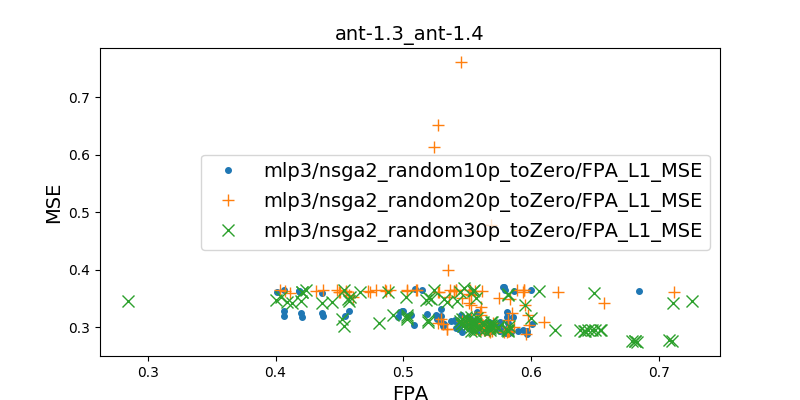 ant-1.3_ant-1.4
MSE
0.7
0.6
0.5
0.4
0.3
mlp3/nsga2_random10p_toZero/FPA_L1_MSE
mlp3/nsga2_random20p_toZero/FPA_L1_MSE
mlp3/nsga2_random30p_toZero/FPA_L1_MSE
0.3 0.4 0.5 0.6 0.7
FPA